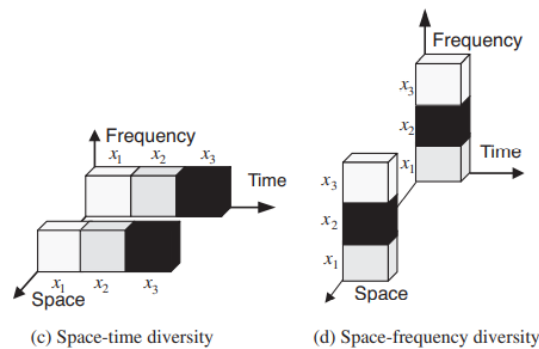 Frequency
x₁ x₂ x₃
Time
x₁ x₂ x₃
Space
(c) Space-time diversity
Frequency
x₃
x₂
x₁
Time
x₃
x₂
x₁
Space
(d) Space-frequency diversity